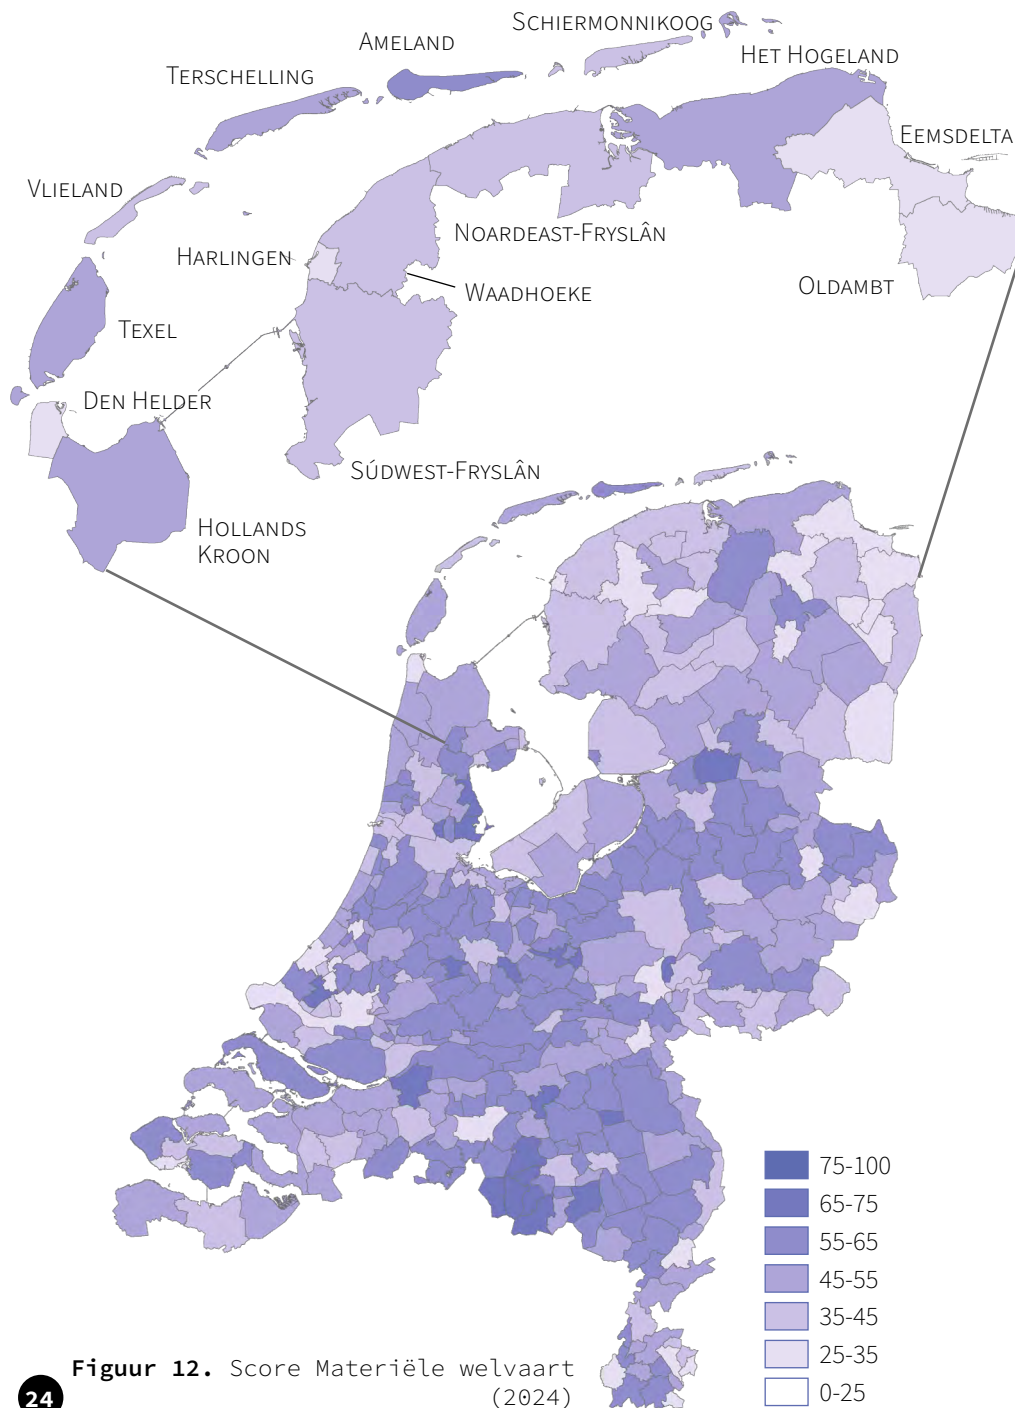 SCHIERMONNIKOOG
AMELAND
HET HOGELAND
TERSCHELLING
EEMSDELTA
VLIELAND
NOARDEAST-FRYSLÂN
HARLINGEN
OLDAMBT
WAADHOEKE
TEXEL
DEN HELDER
SÚDWEST-FRYSLÂN
HOLLANDS
KROON
75-100
65-75
55-65
45-55
35-45
25-35
0-25
Figuur 12. Score Materiële welvaart
(2024)
24